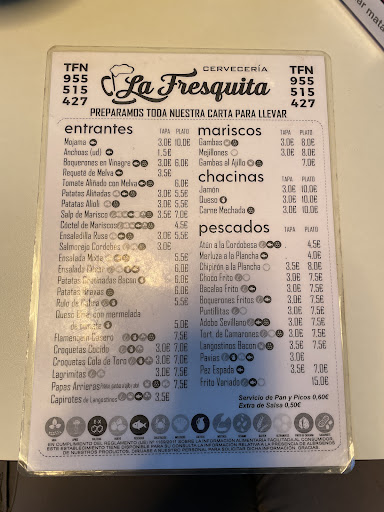 TFN
955
515
427
CERVECERÍA
La Fresquita
TFN
955
515
427
PREPARAMOS TODA NUESTRA CARTA PARA LLEVAR
entrantes TAPA PLATO
Mojama 3.0€ 10,0€
Anchoas (ud) 1.5€
Boquerones en Vinagre 3.0€ 6.0€
Requete de Melva 3.5€
Tomate Aliñado con Melva 6.0€
Patatas Aliñadas 3.0€ 5.5€
Patatas Alioli 3.0€ 5.5€
Salp de Marisco 3.5€ 7.0€
Cóctel de Mariscos 4.5€
Ensaladilla Rusa 3.0€ 5.5€
Salmorejo Cordobés 3.0€
Ensalada Mixta 5.5€
Ensalada 6.0€
Patatas Bacon 6.0€
Patatas Bravas 6.0€
Rulo de Cabra 5.5€
Queso con mermelada
de tomate 5.0€
Flamenquín Casero 7.5€
Croquetas Cocido 3.0€ 7.0€
Croquetas Cola de Toro 3.0€ 7.0€
Lagrimitas 3.0€ 7.5€
Papas Arrieras 7.5€
Capirotes de Langostinos 3.5€
mariscos TAPA PLATO
Gambas 3.0€ 8.0€
Mejillones 3.0€ 8.0€
Gambas al Ajillo 7.0€
chacinas TAPA PLATO
Jamón 3.0€ 10.0€
Queso 3.0€ 10.0€
Carne Mechada 3.0€ 10.0€
pescados TAPA PLATO
Atún a la Cordobesa 4.5€
Merluza a la Plancha 4.0€
Chipirón a la Plancha 3.5€ 8.0€
Choco Frito 3.0€ 7.5€
Bacalao Frito 3.0€ 7.5€
Boquerones Fritos 3.0€ 7.5€
Puntillitas 3.0€ 7.5€
Adobo Sevillano 3.0€ 7.5€
Tort. de Camarones 3.0€ 7.5€
Langostinos Bacon 3.5€ 7.5€
Pavías 3.0€
Pez Espada 3.5€ 7.0€
Frito Variado 15.0€
Servicio de Pan y Picos 0,60€
Extra de Salsa 0,50€